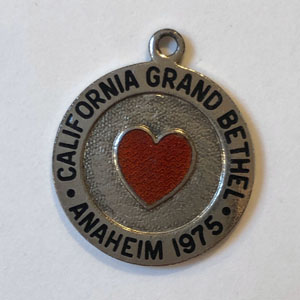 • CALIFORNIA GRAND BETHEL •
ANAHEIM 1975